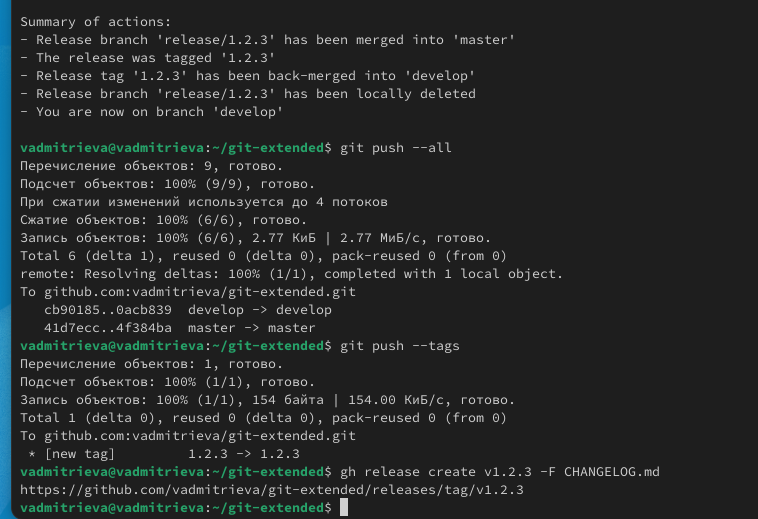 Summary of actions:
- Release branch 'release/1.2.3' has been merged into 'master'
- The release was tagged '1.2.3'
- Release tag '1.2.3' has been back-merged into 'develop'
- Release branch 'release/1.2.3' has been locally deleted
- You are now on branch 'develop'
vadmitrieva@vadmitrieva:~/git-extended$ git push --all
Перечисление объектов: 9, готово.
Подсчет объектов: 100% (9/9), готово.
При сжатии изменений используется до 4 потоков
Сжатие объектов: 100% (6/6), готово.
Запись объектов: 100% (6/6), 2.77 КиБ | 2.77 МиБ/с, готово.
Total 6 (delta 1), reused 0 (delta 0), pack-reused 0 (from 0)
remote: Resolving deltas: 100% (1/1), completed with 1 local object.
To github.com:vadmitrieva/git-extended.git
cb90185..0acb839 develop -> develop
41d7ecc..4f384ba master -> master
vadmitrieva@vadmitrieva:~/git-extended$ git push --tags
Перечисление объектов: 1, готово.
Подсчет объектов: 100% (1/1), готово.
Запись объектов: 100% (1/1), 154 байта | 154.00 КиБ/с, готово.
Total 1 (delta 0), reused 0 (delta 0), pack-reused 0 (from 0)
To github.com:vadmitrieva/git-extended.git
* [new tag] 1.2.3 -> 1.2.3
vadmitrieva@vadmitrieva:~/git-extended$ gh release create v1.2.3 -F CHANGELOG.md
https://github.com/vadmitrieva/git-extended/releases/tag/v1.2.3
vadmitrieva@vadmitrieva:~/git-extended$